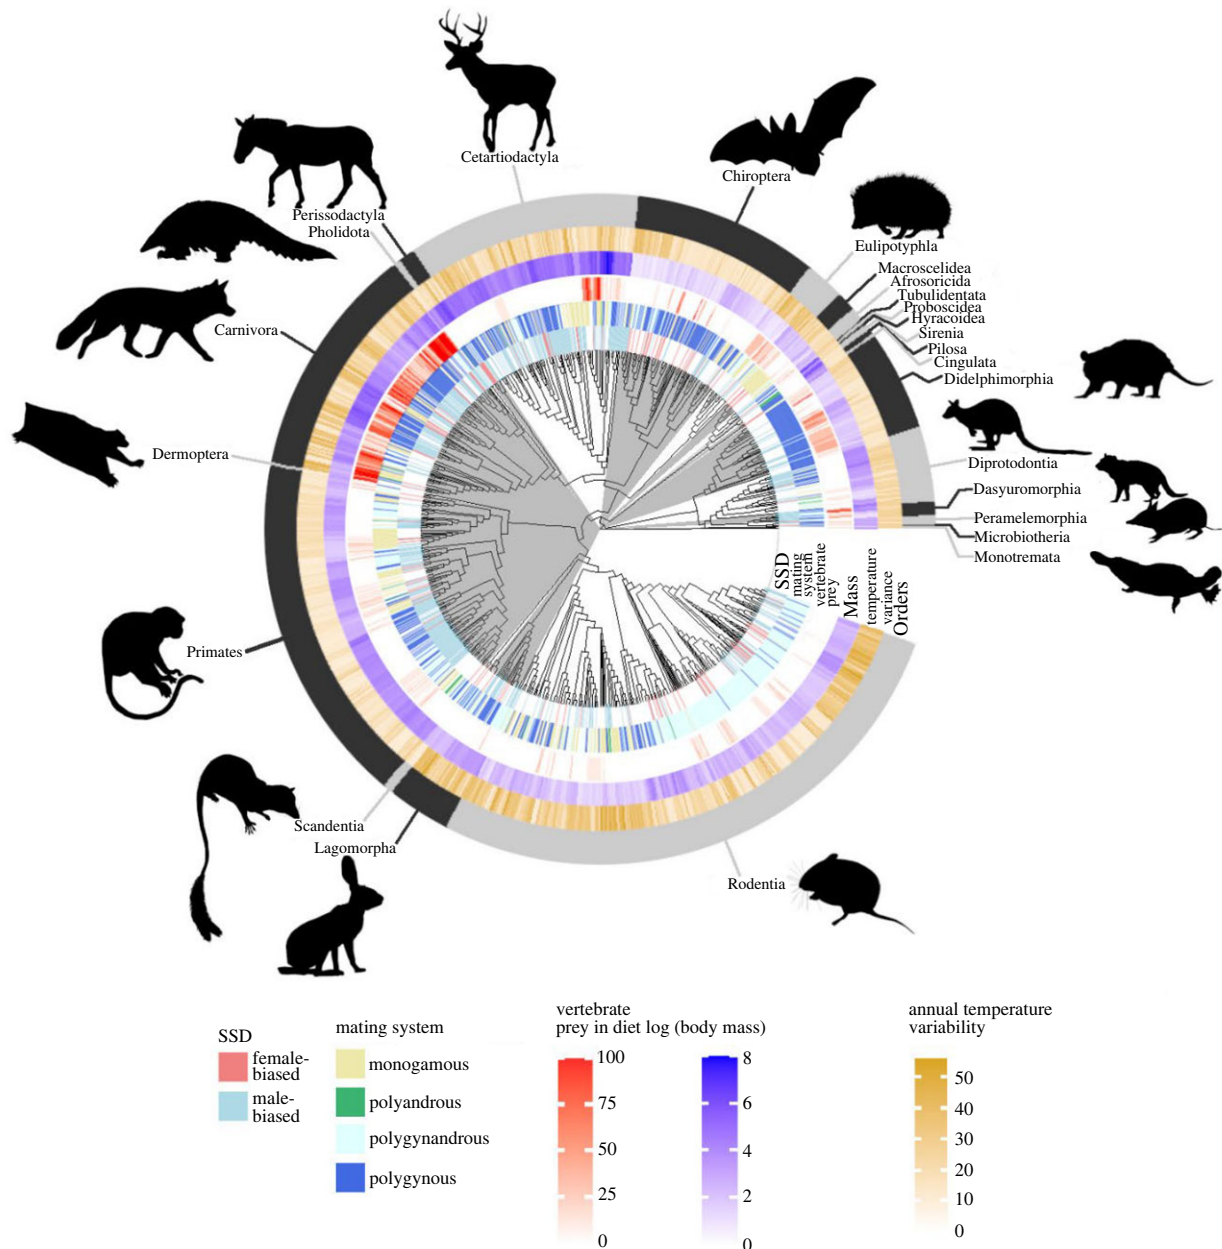 Cetartiodactyla
Chiroptera
Perissodactyla
Pholidota
Eulipotyphla
Macroscelidea
Afrosoricida
Tubulidentata
Proboscidea
Hyracoidea
Sirenia
Pilosa
Cingulata
Didelphimorphia
Carnivora
Dermoptera
Diprotodontia
Dasyuromorphia
Peramelemorphia
Microbiotheria
Monotremata
SSD
mating
system
vertebrate
prey
Mass
temperature
variance
Orders
Primates
Scandentia
Lagomorpha
Rodentia
SSD
female-
biased
male-
biased
mating system
monogamous
polyandrous
polygynandrous
polygynous
vertebrate
prey in diet log (body mass)
100
75
50
25
0
8
6
4
2
0
annual temperature
variability
50
40
30
20
10
0